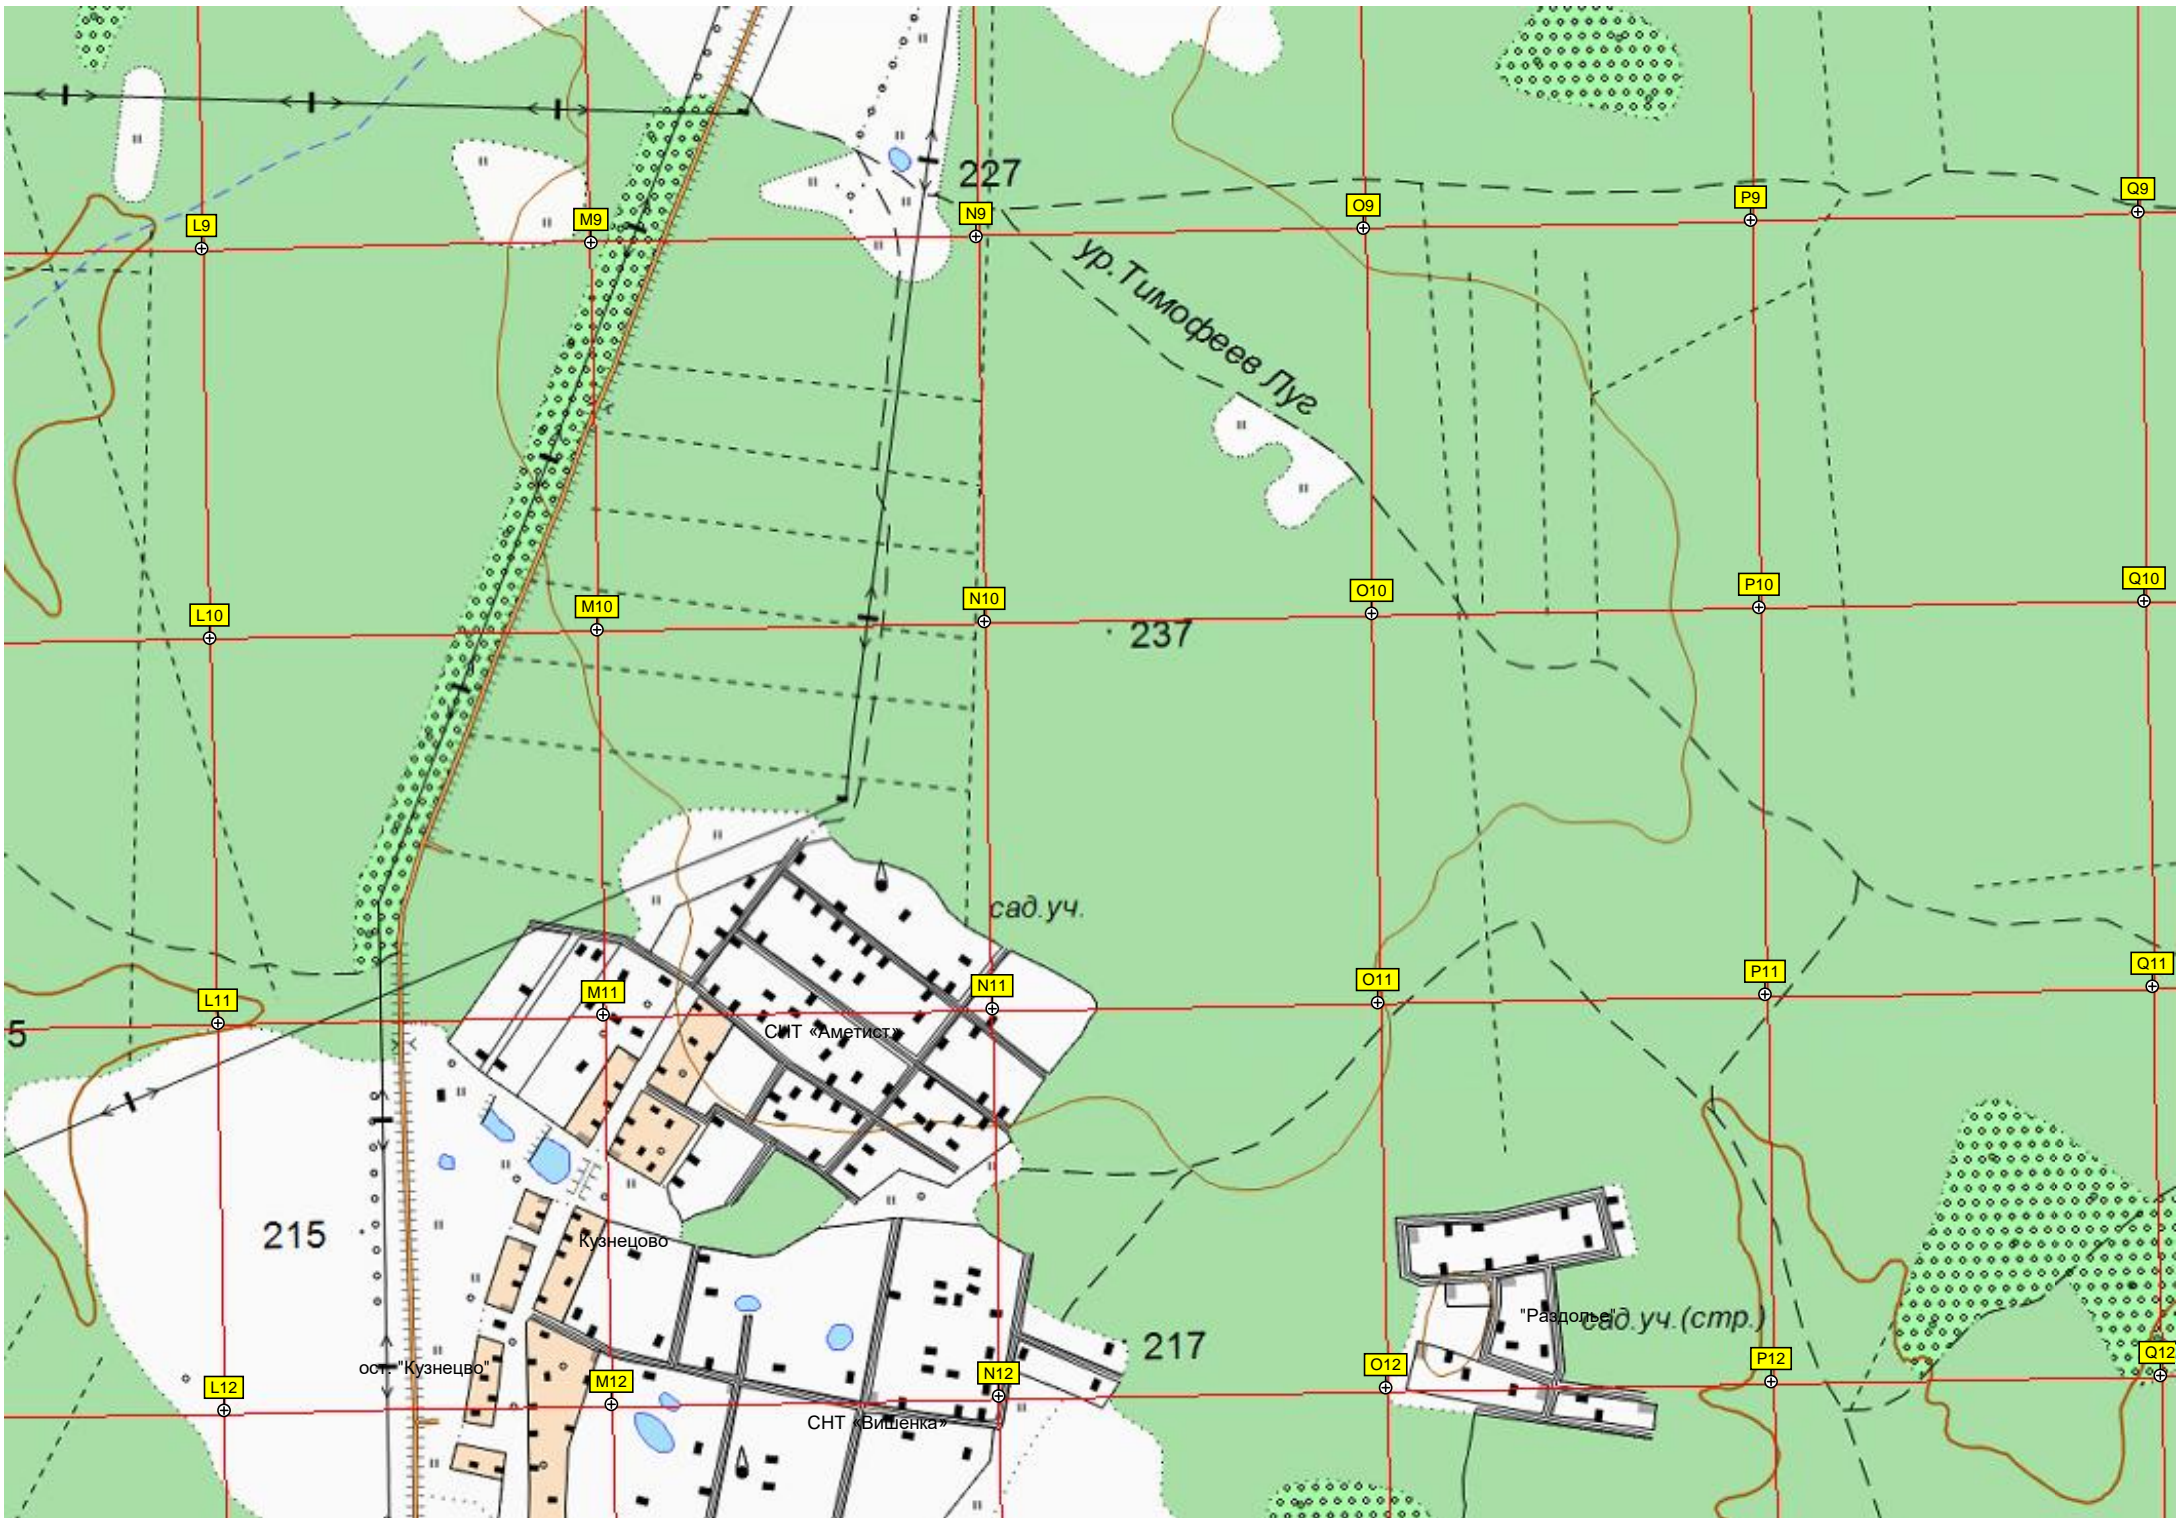 227
L9
M9
N9
O9
P9
Q9
ур.Тимофеев Луг
L10
M10
N10
O10
P10
Q10
237
сад.уч.
L11
M11
N11
O11
P11
Q11
5
СНТ «Аметист»
215
Кузнецово
"Раздолье"
сад.уч.(стр.)
217
ост. "Кузнецво"
L12
M12
N12
O12
P12
Q12
СНТ «Вишенка»